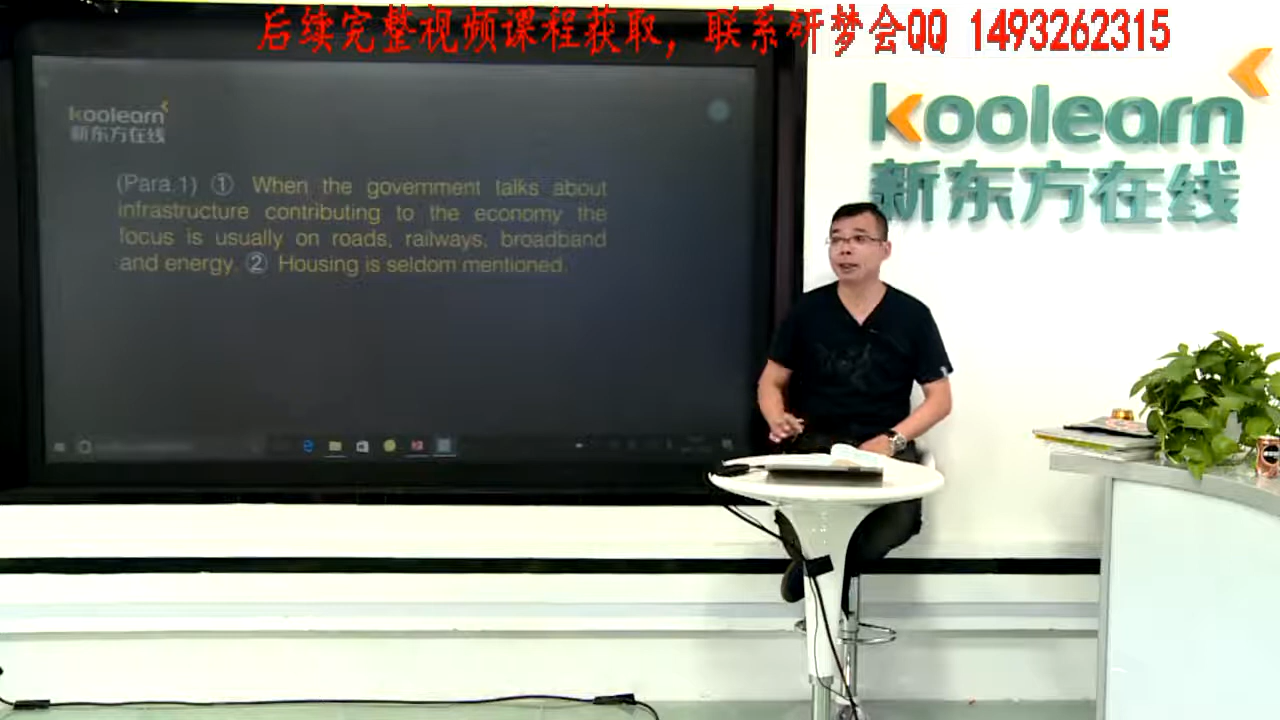 后续完整视频课程获取，联系研梦会QQ 1493262315
koolearn
新东方在线
(Para.1) ① When the government talks about
infrastructure contributing to the economy the
focus is usually on roads, railways, broadband
and energy. ② Housing is seldom mentioned.
koolearn
新东方在线